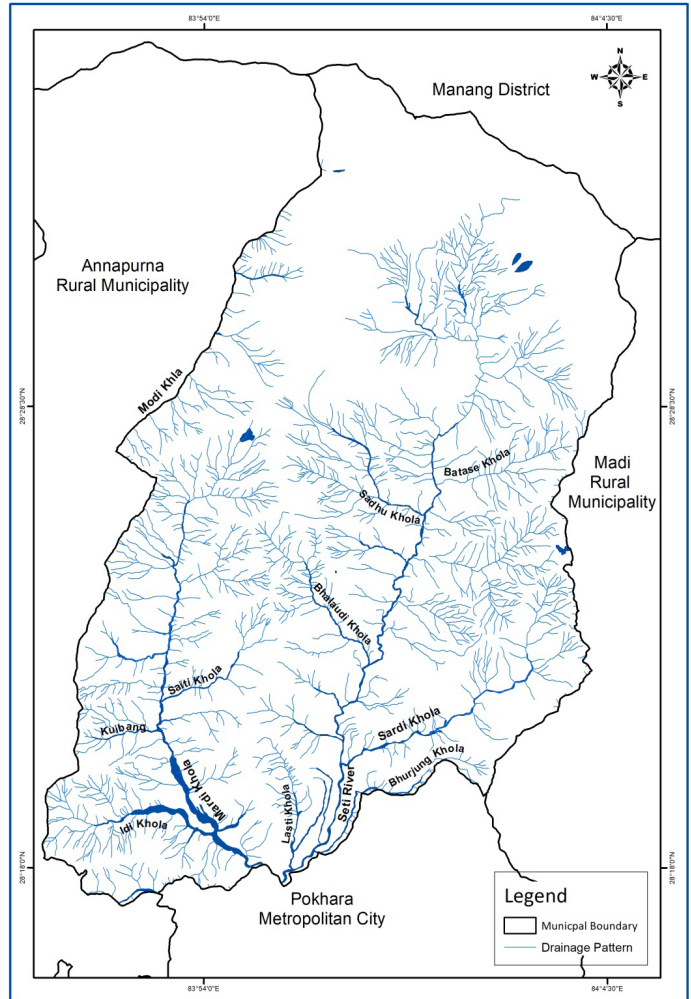 83°54'0"E
84°4'30"E
N
W
E
S
Manang District
Annapurna
Rural Municipality
Modi Khla
28°28'30"N
28°28'30"N
Batase Khola
Madi
Rural
Municipality
Sadhu Khola
Bhalaudi Khola
Saiti Khola
Sardi Khola
Kuibang
Bhurjung Khola
Mardi Khola
Seti River
Lasti Khola
Idi Khola
28°18'0"N
28°18'0"N
Pokhara
Metropolitan City
Legend
Municpal Boundary
Drainage Pattern
83°54'0"E
84°4'30"E